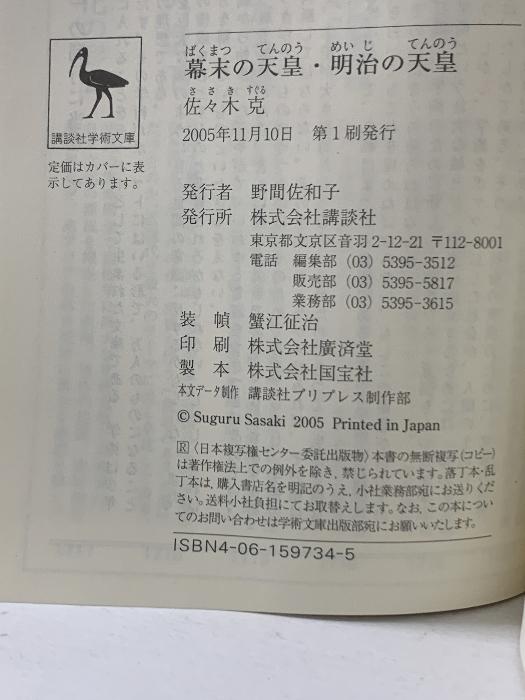 講談社学術文庫
定価はカバーに表
示してあります。
ばくまつ てんのう めいじ てんのう
幕末の天皇・明治の天皇
ささき すぐる
佐々木 克
2005年11月10日 第1刷発行
発行者 野間佐和子
発行所 株式会社講談社
東京都文京区音羽 2-12-21 〒112-8001
電話 編集部 (03) 5395-3512
販売部 (03) 5395-5817
業務部 (03) 5395-3615
装 幀 蟹江征治
印 刷 株式会社廣済堂
製 本 株式会社国宝社
本文データ制作 講談社プリプレス制作部
© Suguru Sasaki 2005 Printed in Japan
Ⓡ〈日本複写権センター委託出版物〉本書の無断複写(コピー)
は著作権法上での例外を除き、禁じられています。落丁本・乱
丁本は、購入書店名を明記のうえ、小社業務部宛にお送りくだ
さい。送料小社負担にてお取替えします。なお、この本につい
てのお問い合わせは学術文庫出版部宛にお願いいたします。
ISBN4-06-159734-5